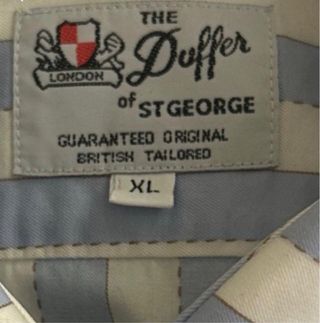 THE
Duffer
LONDON
of ST GEORGE
GUARANTEED ORIGINAL
BRITISH TAILORED
XL